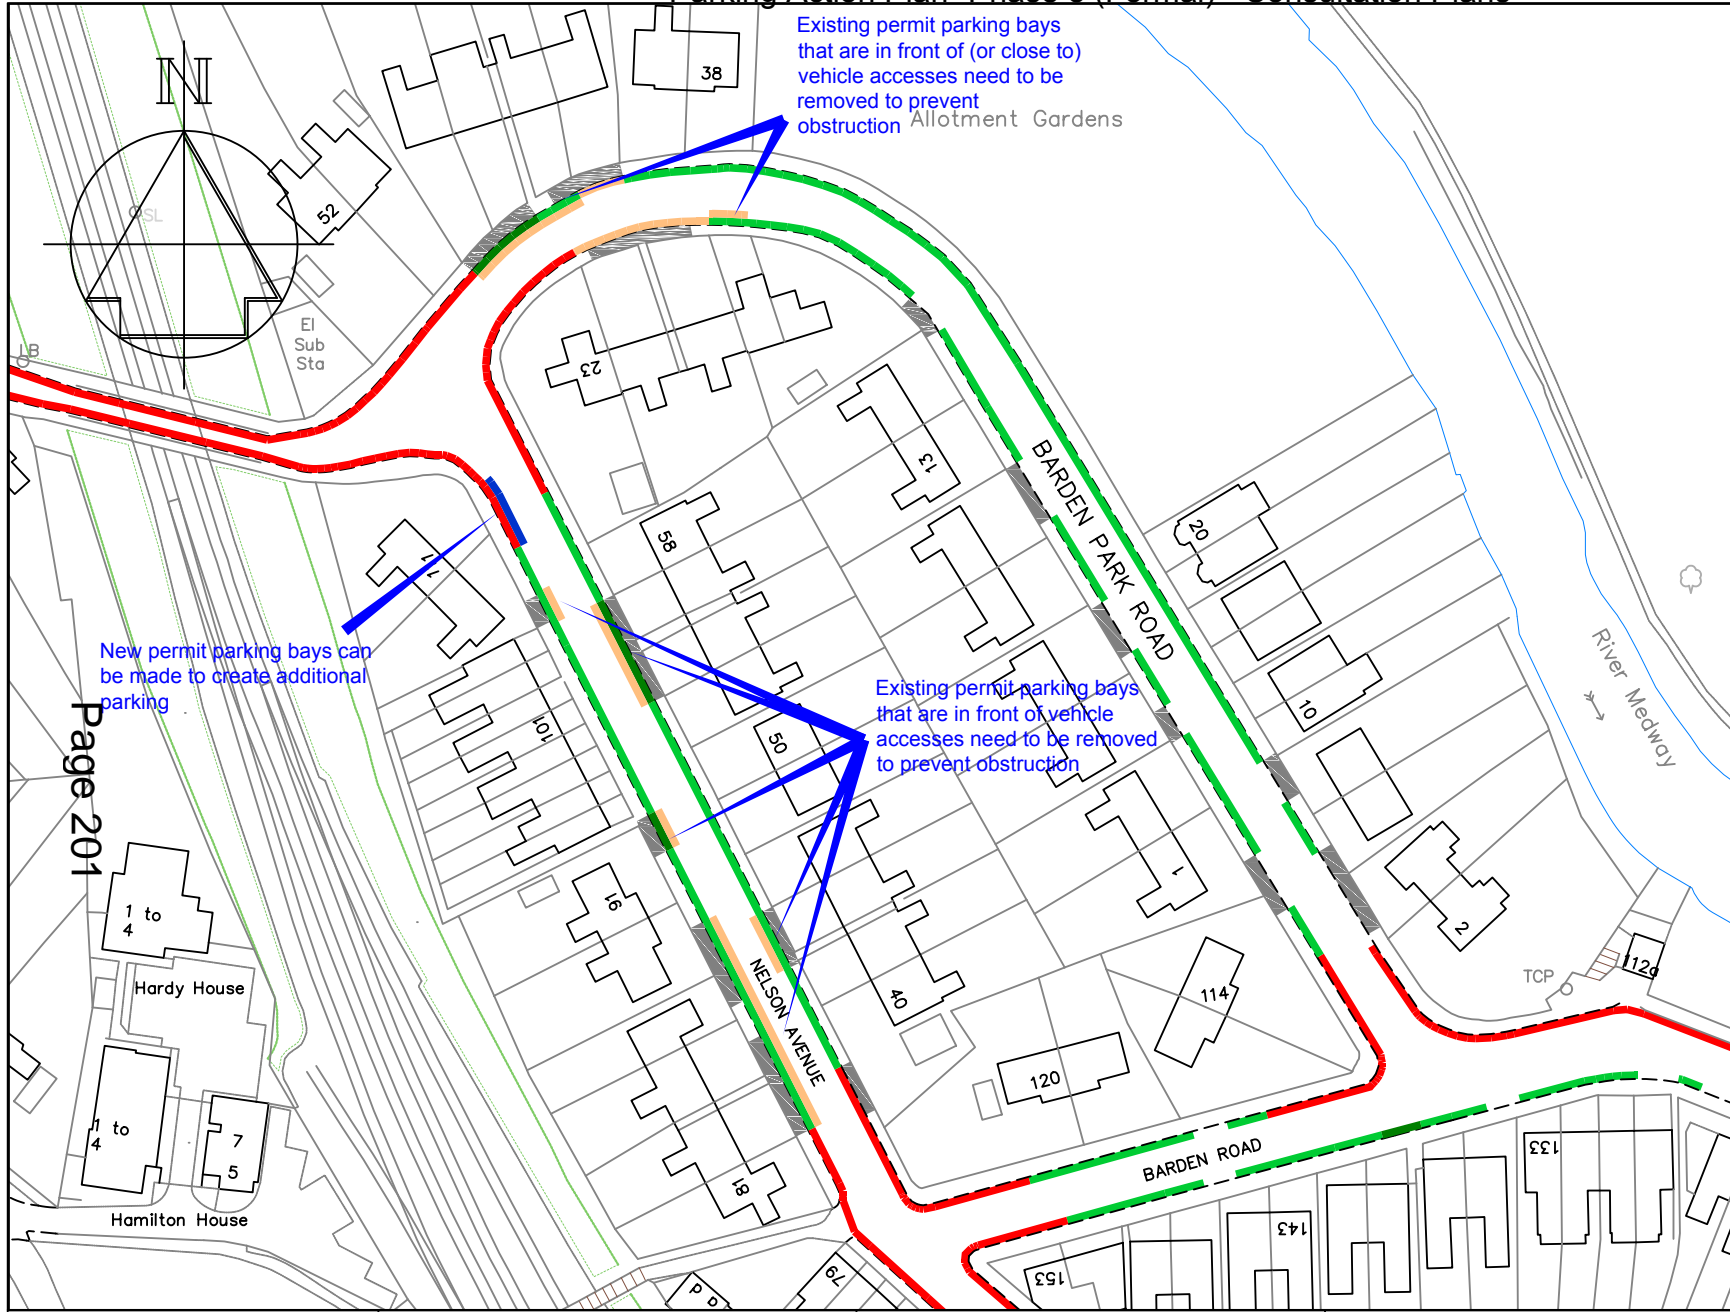 Existing permit parking bays
that are in front of (or close to)
vehicle accesses need to be
removed to prevent
obstruction
Allotment Gardens
N
38
52
SL
El
Sub
Sta
LB
23
13
58
20
BARDEN PARK ROAD
111
New permit parking bays can
be made to create additional
parking
101
50
Existing permit parking bays
that are in front of vehicle
accesses need to be removed
to prevent obstruction
10
River Medway
Page 201
1 to
4
91
1
2
Hardy House
NELSON AVENUE
40
114
TCP
112a
120
1 to
4
7
5
BARDEN ROAD
133
81
Hamilton House
143
79
153